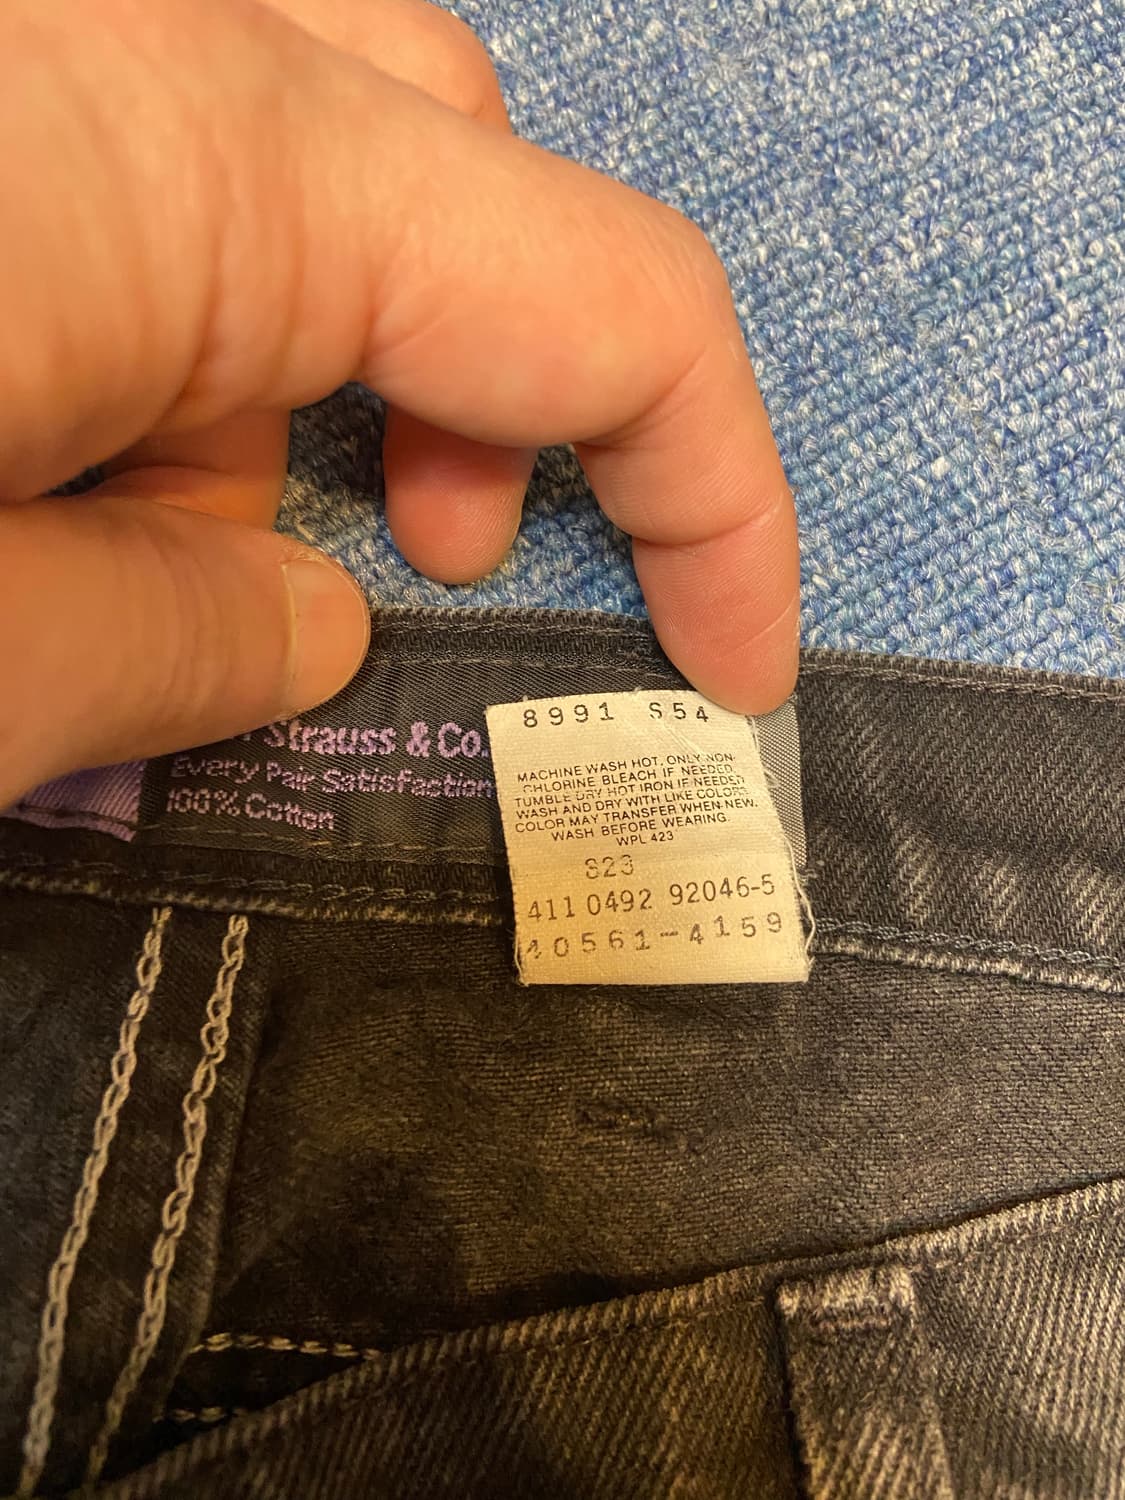 8991 S54
Strauss & Co.
Every Pair Satisfaction
100% Cotton
MACHINE WASH HOT. ONLY NON-
CHLORINE BLEACH IF NEEDED
TUMBLE DRY HOT IRON IF NEEDED
WASH AND DRY WITH LIKE COLORS
COLOR MAY TRANSFER WHEN NEW.
WASH BEFORE WEARING.
WPL 423
S23
411 0492 92046-5
10561-4159